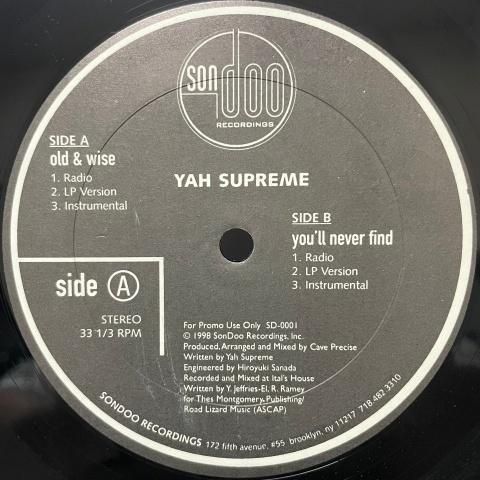 son doo
RECORDINGS
SIDE A
old & wise
1. Radio
2. LP Version
3. Instrumental
YAH SUPREME
SIDE B
you'll never find
1. Radio
2. LP Version
3. Instrumental
side A
STEREO
33 1/3 RPM
For Promo Use Only SD-0001
© 1998 SonDoo Recordings, Inc.
Produced, Arranged and Mixed by Cave Precise
Written by Yah Supreme
Engineered by Hiroyuki Sanada
Recorded and Mixed at Ital's House
Written by Y. Jeffries-El, R. Ramey
for Thes Montgomery Publishing/
Road Lizard Music (ASCAP)
SONDOO RECORDINGS 172 fifth avenue, #55 brooklyn, ny 11217 718 482 3310